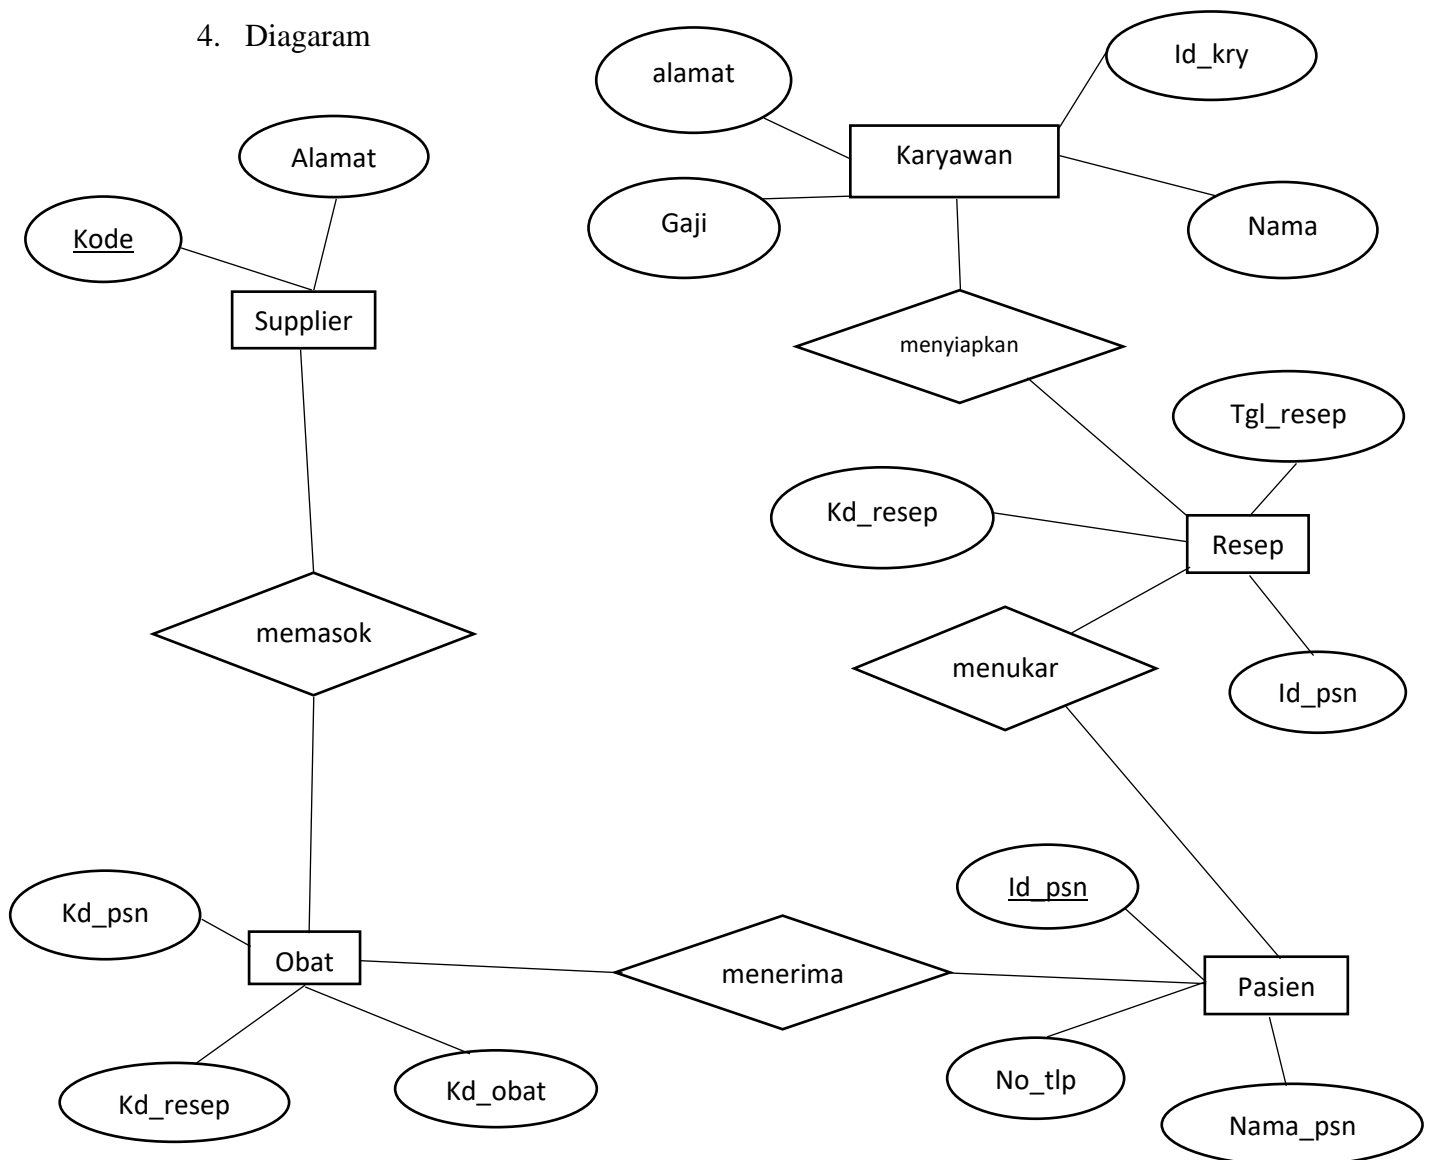 4. Diagaram
alamat
Id_kry
Karyawan
Alamat
Gaji
Nama
Kode
Supplier
menyiapkan
Tgl_resep
Kd_resep
Resep
memasok
menukar
Id_psn
Id_psn
Kd_psn
Obat
menerima
Pasien
No_tlp
Kd_obat
Kd_resep
Nama_psn